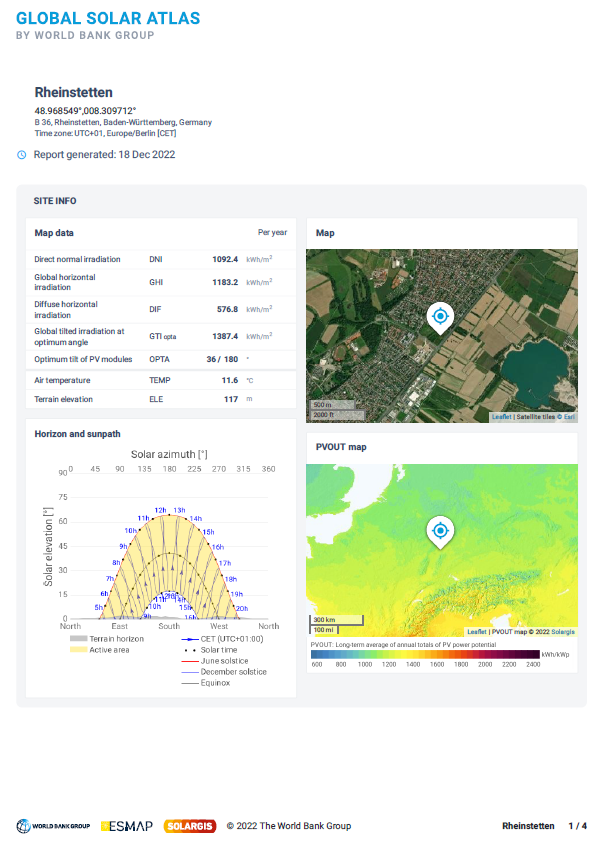 GLOBAL SOLAR ATLAS
BY WORLD BANK GROUP
Rheinstetten
48.968549°,008.309712°
B 36, Rheinstetten, Baden-Württemberg, Germany
Time zone: UTC+01, Europe/Berlin [CET]
Report generated: 18 Dec 2022
SITE INFO
Map data Per year
Direct normal irradiation DNI 1092.4 kWh/m²
Global horizontal
irradiation GHI 1183.2 kWh/m²
Diffuse horizontal
irradiation DIF 576.8 kWh/m²
Global tilted irradiation at
optimum angle GTI opta 1387.4 kWh/m²
Optimum tilt of PV modules OPTA 36 / 180 °
Air temperature TEMP 11.6 °C
Terrain elevation ELE 117 m
Map
500 m
2000 ft
Leaflet | Satellite tiles © Esri
Horizon and sunpath
Solar azimuth [°]
0 45 90 135 180 225 270 315 360
Solar elevation [°]
90
75
60
45
30
15
0
12h 13h
11h 14h
10h 15h
9h 16h
8h 17h
7h 18h
6h 19h
5h 20h
10h 15h
9h 16h
North East South West North
Terrain horizon
Active area
CET (UTC+01:00)
Solar time
June solstice
December solstice
Equinox
PVOUT map
300 km
100 mi
Leaflet | PVOUT map © 2022 Solargis
PVOUT: Longterm average of annual totals of PV power potential
kWh/kWp
600 800 1000 1200 1400 1600 1800 2000 2200 2400
WORLD BANK GROUP ESMAP SOLARGIS © 2022 The World Bank Group
Rheinstetten 1 / 4